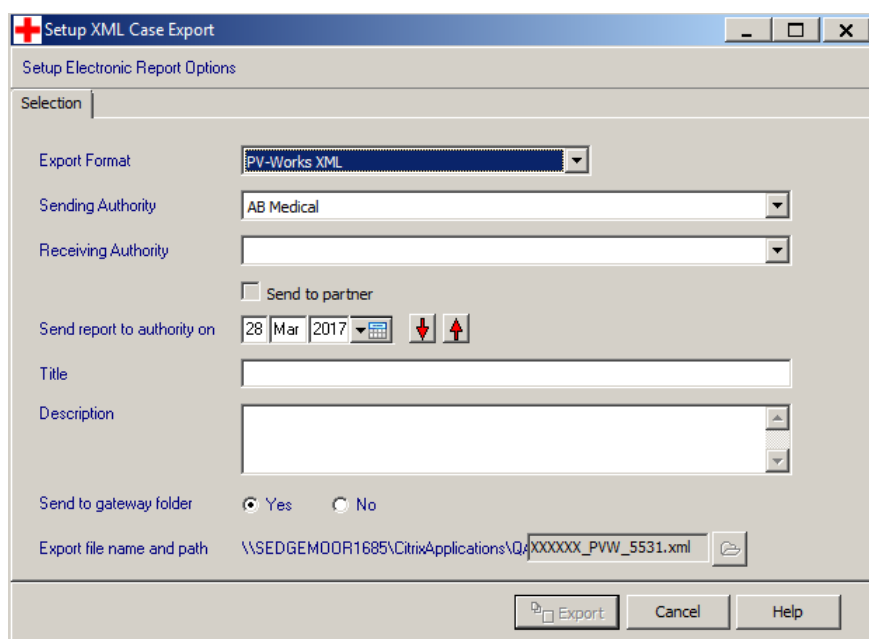 Setup XML Case Export
Setup Electronic Report Options
Selection
Export Format PV-Works XML
Sending Authority AB Medical
Receiving Authority
Send to partner
Send report to authority on 28 Mar 2017
Title
Description
Send to gateway folder Yes No
Export file name and path \\SEDGEMOOR1685\CitrixApplications\QA XXXXXX_PVW_5531.xml
Export Cancel Help